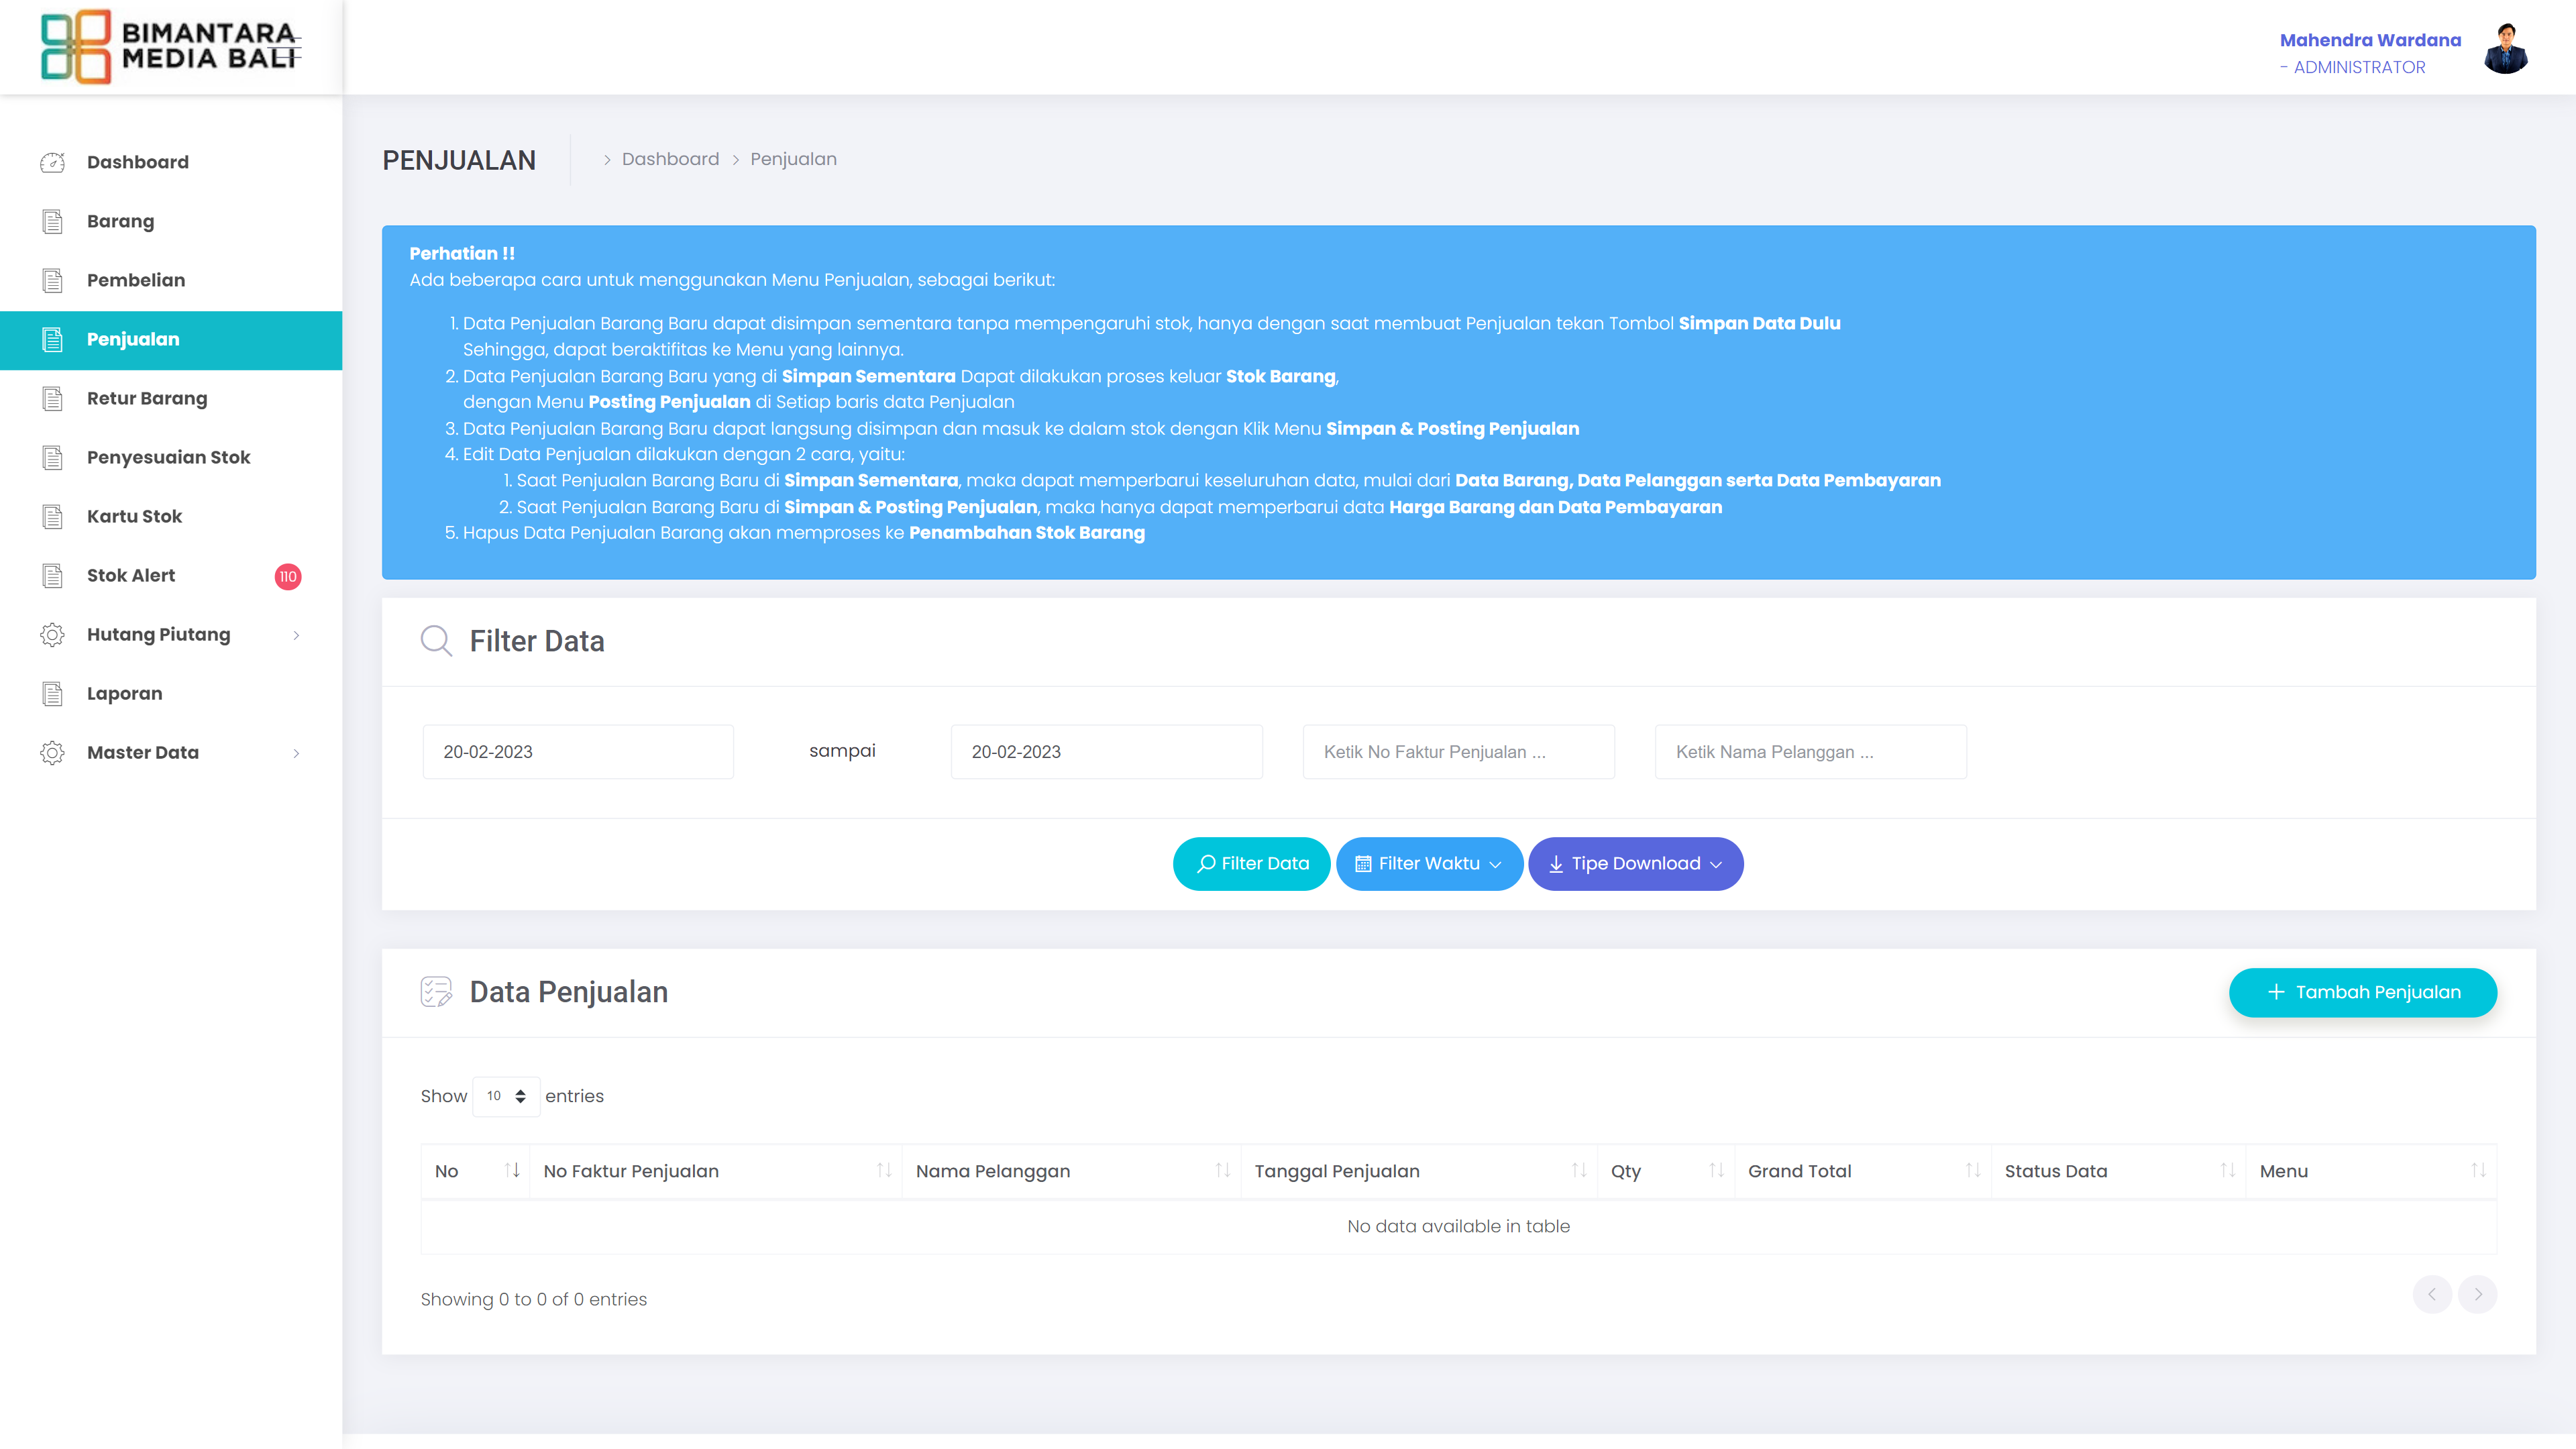 BIMANTARA
MEDIA BALI
Mahendra Wardana
- ADMINISTRATOR
Dashboard
Barang
Pembelian
Penjualan
Retur Barang
Penyesuaian Stok
Kartu Stok
Stok Alert 110
Hutang Piutang
Laporan
Master Data
PENJUALAN
> Dashboard > Penjualan
Perhatian !!
Ada beberapa cara untuk menggunakan Menu Penjualan, sebagai berikut:
1. Data Penjualan Barang Baru dapat disimpan sementara tanpa mempengaruhi stok, hanya dengan saat membuat Penjualan tekan Tombol Simpan Data Dulu
Sehingga, dapat beraktifitas ke Menu yang lainnya.
2. Data Penjualan Barang Baru yang di Simpan Sementara Dapat dilakukan proses keluar Stok Barang,
dengan Menu Posting Penjualan di Setiap baris data Penjualan
3. Data Penjualan Barang Baru dapat langsung disimpan dan masuk ke dalam stok dengan Klik Menu Simpan & Posting Penjualan
4. Edit Data Penjualan dilakukan dengan 2 cara, yaitu:
1. Saat Penjualan Barang Baru di Simpan Sementara, maka dapat memperbarui keseluruhan data, mulai dari Data Barang, Data Pelanggan serta Data Pembayaran
2. Saat Penjualan Barang Baru di Simpan & Posting Penjualan, maka hanya dapat memperbarui data Harga Barang dan Data Pembayaran
5. Hapus Data Penjualan Barang akan memproses ke Penambahan Stok Barang
Filter Data
20-02-2023 sampai 20-02-2023 Ketik No Faktur Penjualan ... Ketik Nama Pelanggan ...
Filter Data Filter Waktu Tipe Download
Data Penjualan
+ Tambah Penjualan
Show 10 entries
No No Faktur Penjualan Nama Pelanggan Tanggal Penjualan Qty Grand Total Status Data Menu
No data available in table
Showing 0 to 0 of 0 entries